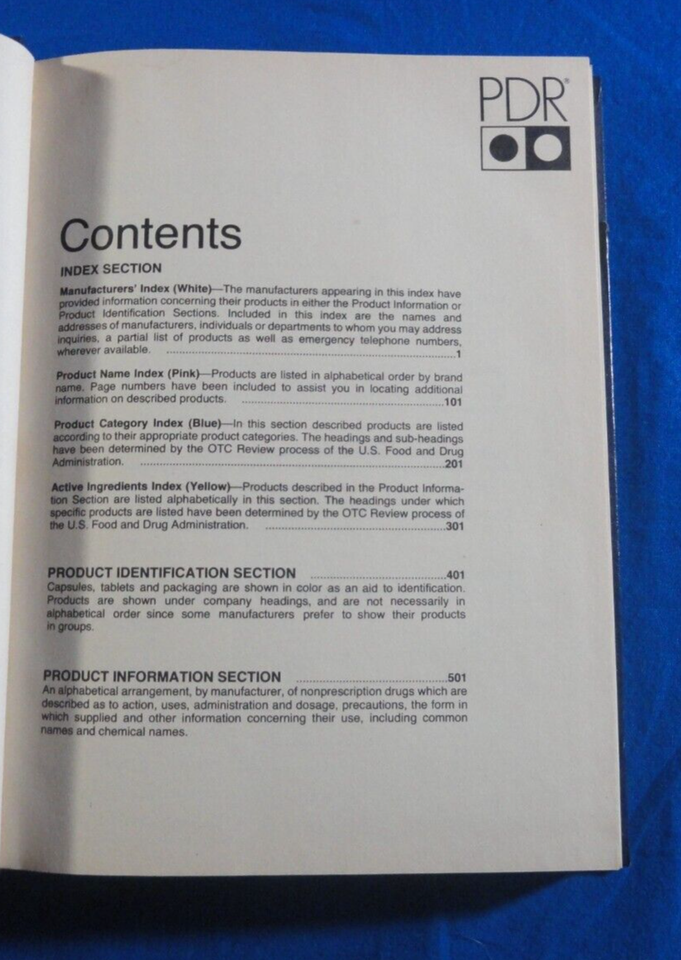 PDR®
Contents
INDEX SECTION
Manufacturers' Index (White)—The manufacturers appearing in this index have
provided information concerning their products in either the Product Information or
Product Identification Sections. Included in this index are the names and
addresses of manufacturers, individuals or departments to whom you may address
inquiries, a partial list of products as well as emergency telephone numbers,
wherever available. ........................................1
Product Name Index (Pink)—Products are listed in alphabetical order by brand
name. Page numbers have been included to assist you in locating additional
information on described products. ........................................101
Product Category Index (Blue)—In this section described products are listed
according to their appropriate product categories. The headings and sub-headings
have been determined by the OTC Review process of the U.S. Food and Drug
Administration. ........................................201
Active Ingredients Index (Yellow)—Products described in the Product Informa-
tion Section are listed alphabetically in this section. The headings under which
specific products are listed have been determined by the OTC Review process of
the U.S. Food and Drug Administration. ........................................301
PRODUCT IDENTIFICATION SECTION ........................................401
Capsules, tablets and packaging are shown in color as an aid to identification.
Products are shown under company headings, and are not necessarily in
alphabetical order since some manufacturers prefer to show their products
in groups.
PRODUCT INFORMATION SECTION ........................................501
An alphabetical arrangement, by manufacturer, of nonprescription drugs which are
described as to action, uses, administration and dosage, precautions, the form in
which supplied and other information concerning their use, including common
names and chemical names.